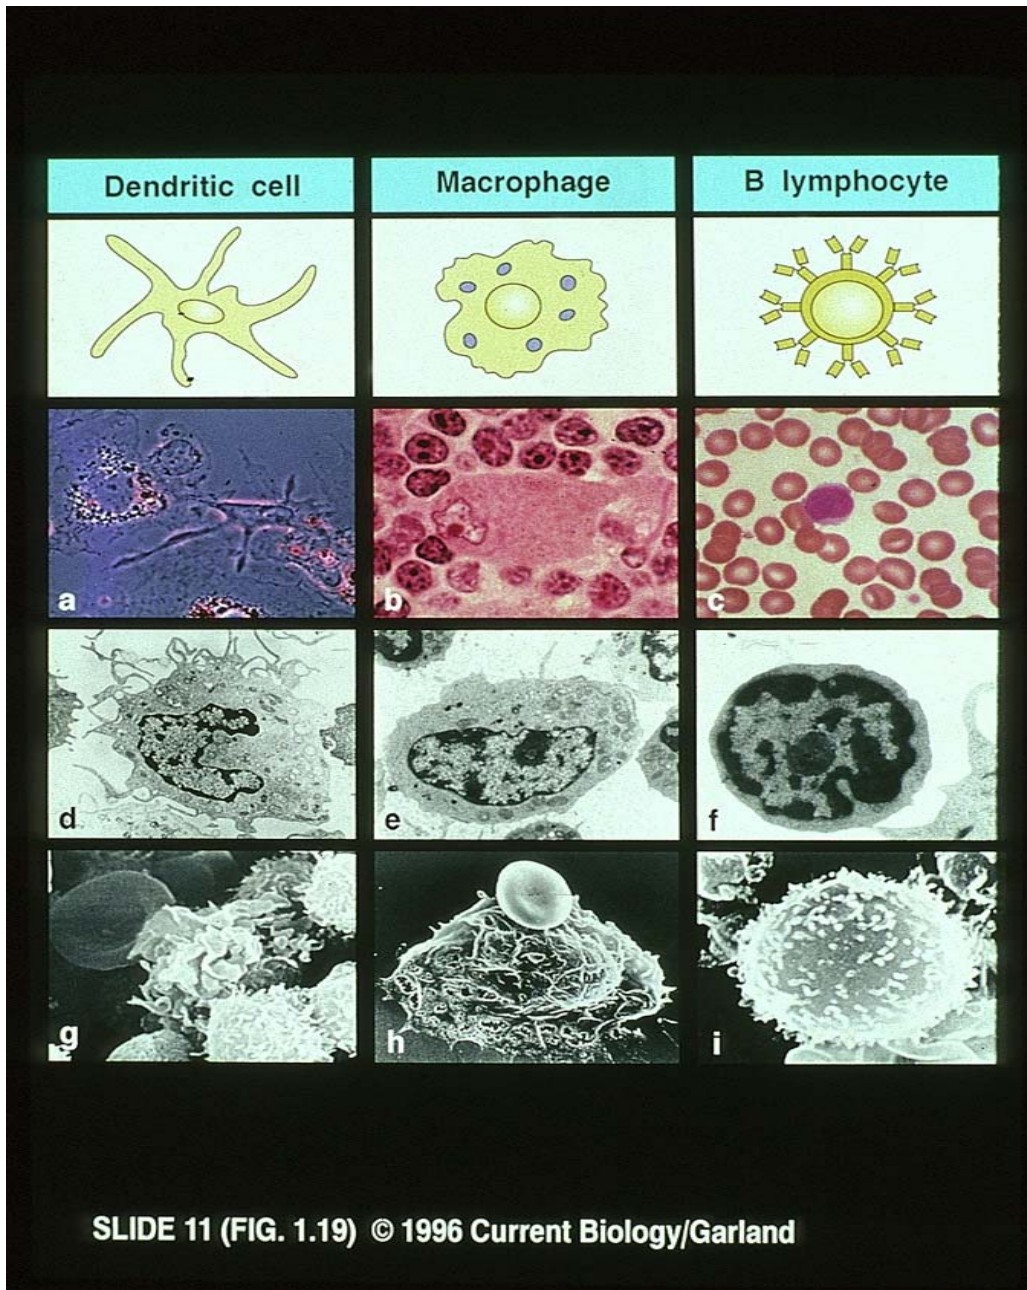 Dendritic cell
Macrophage
B lymphocyte
a
b
c
d
e
f
g
h
i
SLIDE 11 (FIG. 1.19) © 1996 Current Biology/Garland